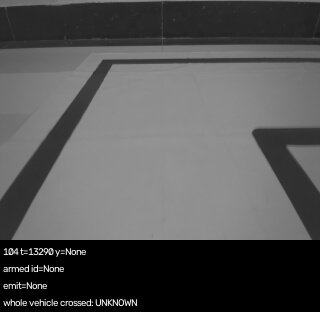 104 t=13290 y=None
armed id=None
emit=None
whole vehicle crossed: UNKNOWN